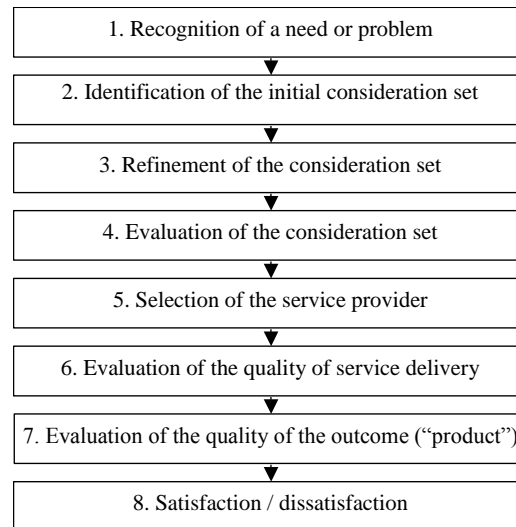 1. Recognition of a need or problem
2. Identification of the initial consideration set
3. Refinement of the consideration set
4. Evaluation of the consideration set
5. Selection of the service provider
6. Evaluation of the quality of service delivery
7. Evaluation of the quality of the outcome (“product”)
8. Satisfaction / dissatisfaction